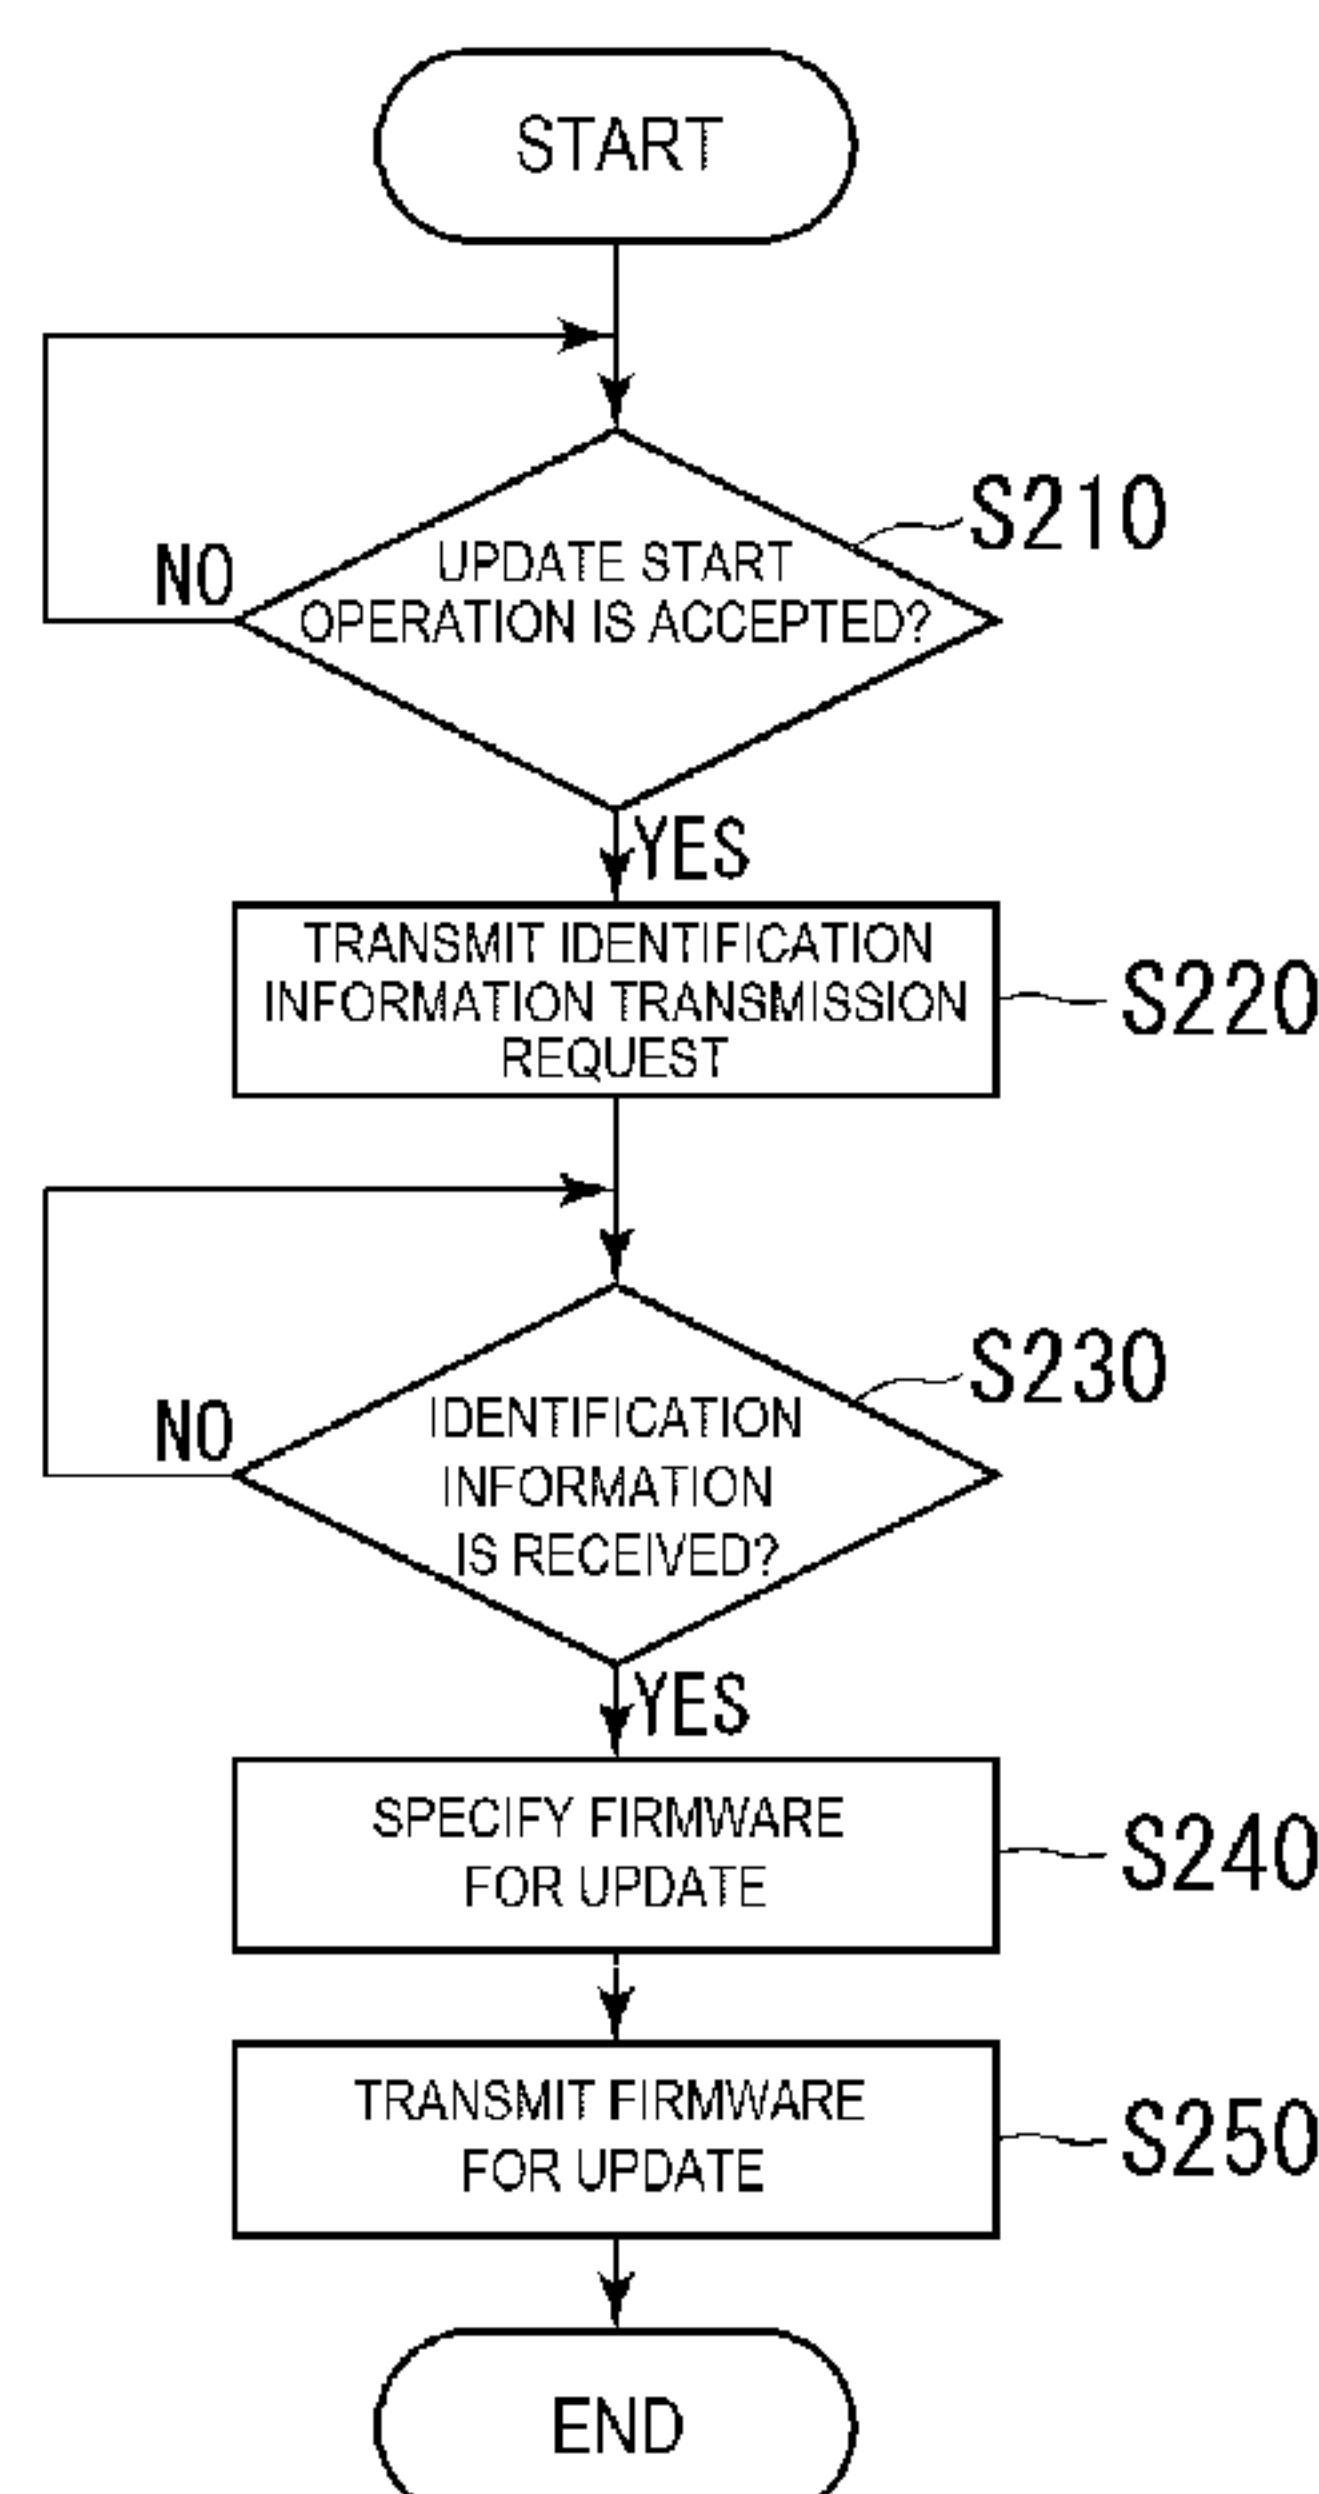 START
S210
NO
UPDATE START
OPERATION IS ACCEPTED?
YES
TRANSMIT IDENTIFICATION
INFORMATION TRANSMISSION
REQUEST
S220
S230
NO
IDENTIFICATION
INFORMATION
IS RECEIVED?
YES
SPECIFY FIRMWARE
FOR UPDATE
S240
TRANSMIT FIRMWARE
FOR UPDATE
S250
END